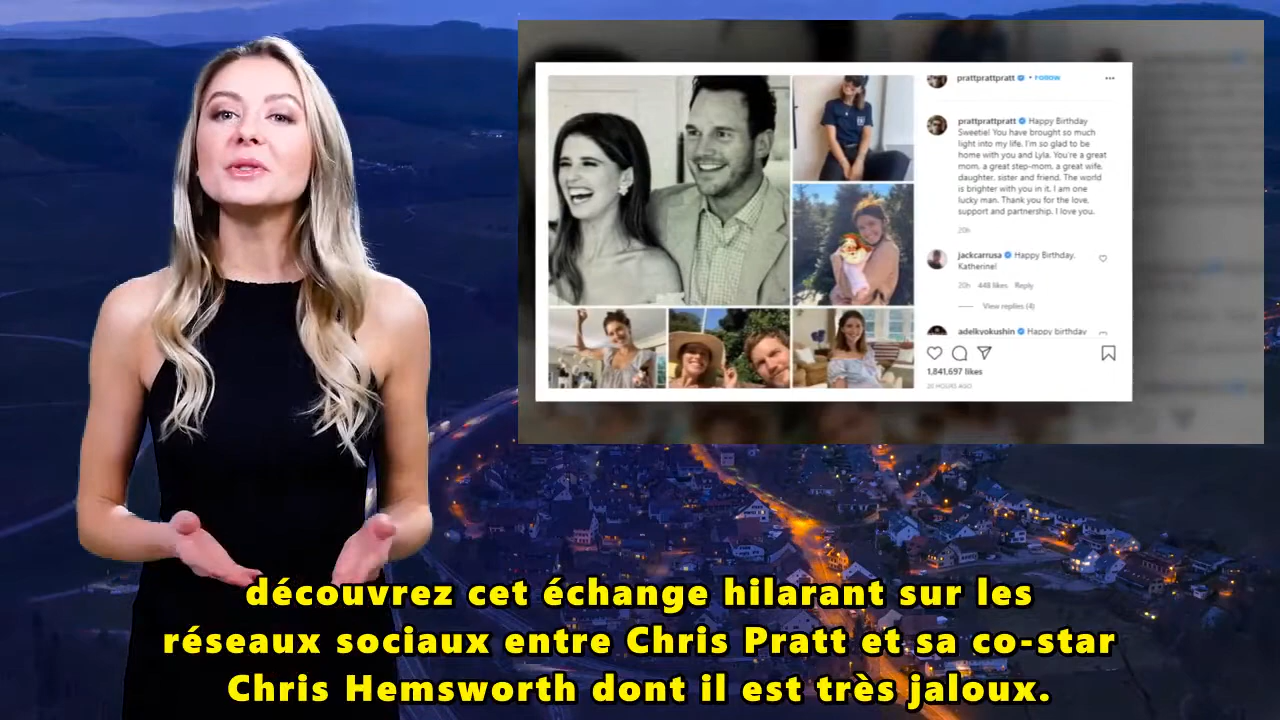 prattprattpratt • FOLLOW
prattprattpratt Happy Birthday
Sweetie! You have brought so much
light into my life. I'm so glad to be
home with you and Lyla. You're a great
mom, a great step-mom, a great wife,
daughter, sister and friend. The world
is brighter with you in it. I am one
lucky man. Thank you for the love,
support and partnership. I love you.
20h
jackcarrusa Happy Birthday,
Katherine!
20h 448 likes Reply
View replies (4)
adelkyokushin Happy birthday
1,841,697 likes
20 HOURS AGO
découvrez cet échange hilarant sur les
réseaux sociaux entre Chris Pratt et sa co-star
Chris Hemsworth dont il est très jaloux.